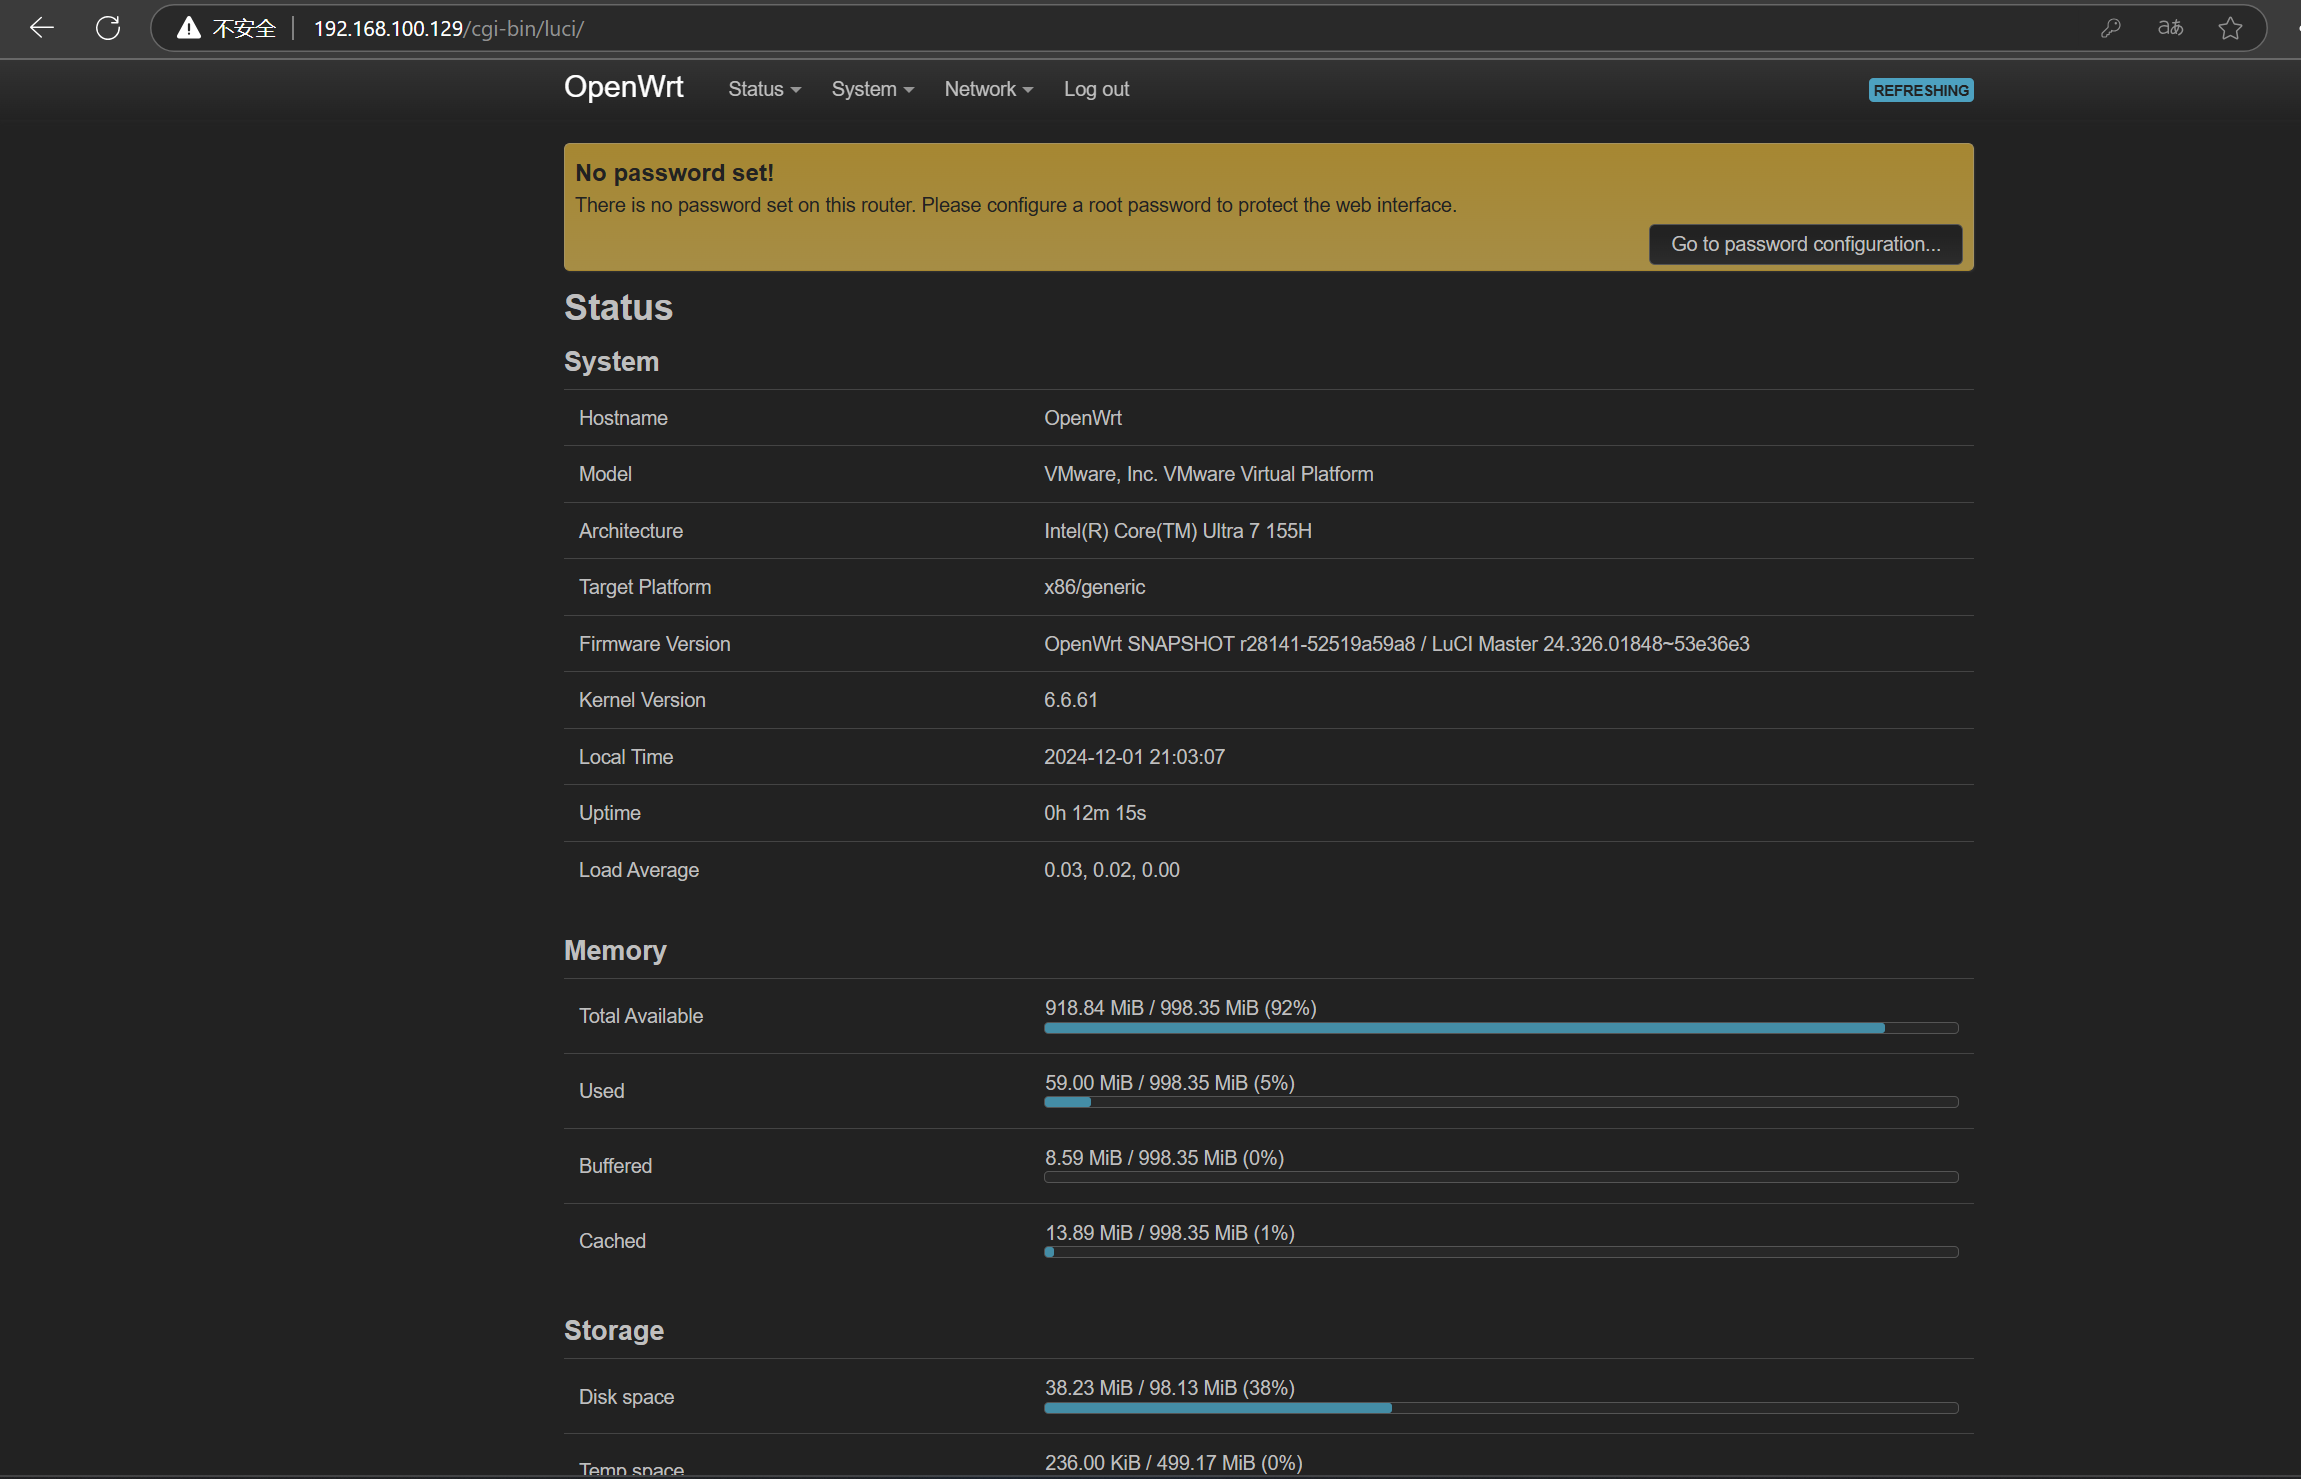 不安全 192.168.100.129/cgi-bin/luci/ aあ
OpenWrt Status System Network Log out REFRESHING
No password set!
There is no password set on this router. Please configure a root password to protect the web interface.
Go to password configuration...
Status
System
Hostname OpenWrt
Model VMware, Inc. VMware Virtual Platform
Architecture Intel(R) Core(TM) Ultra 7 155H
Target Platform x86/generic
Firmware Version OpenWrt SNAPSHOT r28141-52519a59a8 / LuCI Master 24.326.01848~53e36e3
Kernel Version 6.6.61
Local Time 2024-12-01 21:03:07
Uptime 0h 12m 15s
Load Average 0.03, 0.02, 0.00
Memory
Total Available 918.84 MiB / 998.35 MiB (92%)
Used 59.00 MiB / 998.35 MiB (5%)
Buffered 8.59 MiB / 998.35 MiB (0%)
Cached 13.89 MiB / 998.35 MiB (1%)
Storage
Disk space 38.23 MiB / 98.13 MiB (38%)
Temp space 236.00 KiB / 499.17 MiB (0%)